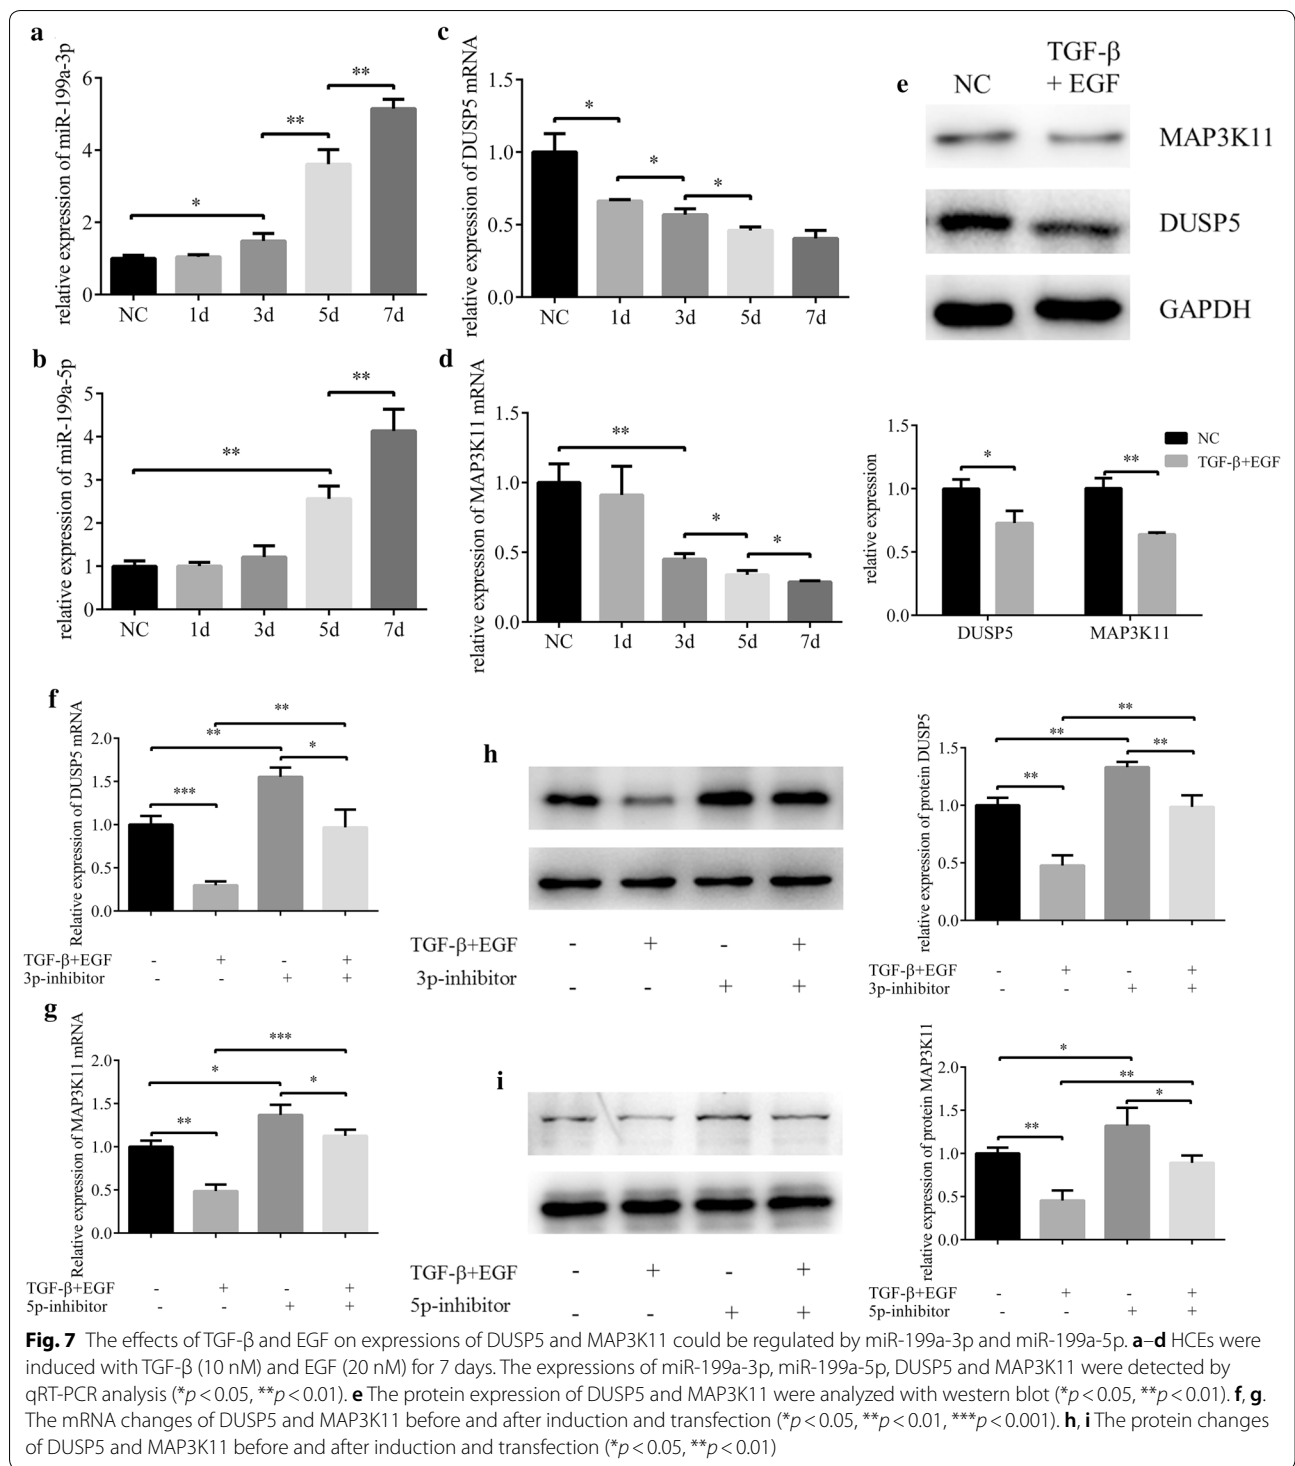 a
relative expression of miR-199a-3p
6
4
2
0
*
**
**
NC 1d 3d 5d 7d
c
relative expression of DUSP5 mRNA
1.5
1.0
0.5
0.0
*
*
*
NC 1d 3d 5d 7d
e
NC
TGF-β
+ EGF
MAP3K11
DUSP5
GAPDH
b
relative expression of miR-199a-5p
5
4
3
2
1
0
**
**
NC 1d 3d 5d 7d
d
relative expression of MAP3K11 mRNA
1.5
1.0
0.5
0.0
**
*
*
NC 1d 3d 5d 7d
relative expression
1.5
1.0
0.5
0.0
*
**
NC
TGF-β+EGF
DUSP5 MAP3K11
f
Relative expression of DUSP5 mRNA
2.0
1.5
1.0
0.5
0.0
**
**
*
***
TGF-β+EGF - + - +
3p-inhibitor - - + +
h
TGF-β+EGF - + - +
3p-inhibitor - - + +
relative expression of protein DUSP5
1.5
1.0
0.5
0.0
**
**
**
**
TGF-β+EGF - + - +
3p-inhibitor - - + +
g
Relative expression of MAP3K11 mRNA
2.0
1.5
1.0
0.5
0.0
***
*
*
**
TGF-β+EGF - + - +
5p-inhibitor - - + +
i
TGF-β+EGF - + - +
5p-inhibitor - - + +
relative expression of protein MAP3K11
2.0
1.5
1.0
0.5
0.0
*
**
*
**
TGF-β+EGF - + - +
5p-inhibitor - - + +
Fig. 7 The effects of TGF-β and EGF on expressions of DUSP5 and MAP3K11 could be regulated by miR-199a-3p and miR-199a-5p. a–d HCEs were
induced with TGF-β (10 nM) and EGF (20 nM) for 7 days. The expressions of miR-199a-3p, miR-199a-5p, DUSP5 and MAP3K11 were detected by
qRT-PCR analysis (*p < 0.05, **p < 0.01). e The protein expression of DUSP5 and MAP3K11 were analyzed with western blot (*p < 0.05, **p < 0.01). f, g.
The mRNA changes of DUSP5 and MAP3K11 before and after induction and transfection (*p < 0.05, **p < 0.01, ***p < 0.001). h, i The protein changes
of DUSP5 and MAP3K11 before and after induction and transfection (*p < 0.05, **p < 0.01)